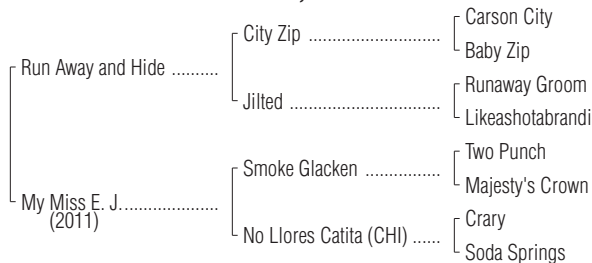 Carson City
City Zip ..........................
Baby Zip
Run Away and Hide ..........
Runaway Groom
Jilted ..............................
Likeashotabrandi
Two Punch
Smoke Glacken ...............
Majesty's Crown
My Miss E. J. ....................
(2011)
Crary
No Llores Catita (CHI) ......
Soda Springs